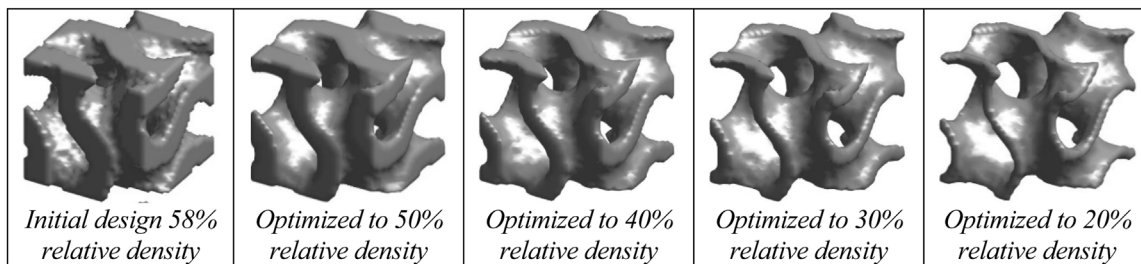 Initial design 58%
relative density
Optimized to 50%
relative density
Optimized to 40%
relative density
Optimized to 30%
relative density
Optimized to 20%
relative density